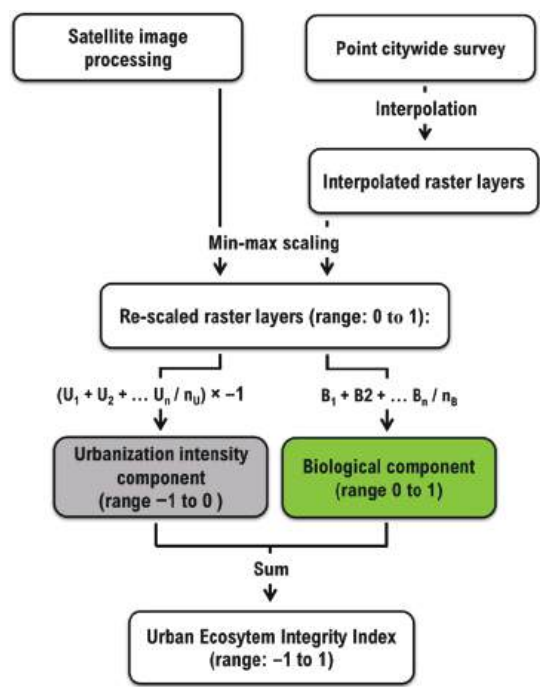 Satellite image
processing
Point citywide survey
Interpolation
Interpolated raster layers
Min-max scaling
Re-scaled raster layers (range: 0 to 1):
(U₁ + U₂ + ... Uₙ / nᵤ) × −1
B₁ + B2 + ... Bₙ / n_B
Urbanization intensity
component
(range −1 to 0 )
Biological component
(range 0 to 1)
Sum
Urban Ecosytem Integrity Index
(range: −1 to 1)